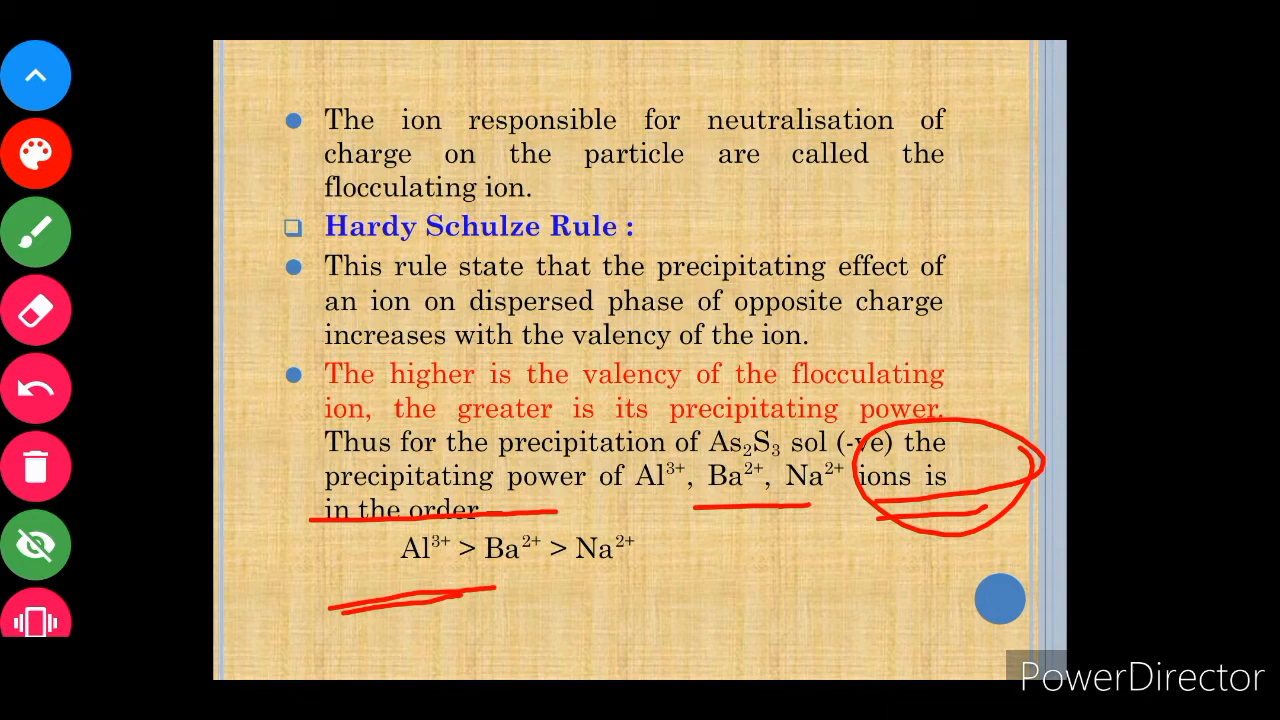 The ion responsible for neutralisation of
charge on the particle are called the
flocculating ion.
Hardy Schulze Rule :
This rule state that the precipitating effect of
an ion on dispersed phase of opposite charge
increases with the valency of the ion.
The higher is the valency of the flocculating
ion, the greater is its precipitating power.
Thus for the precipitation of As₂S₃ sol (-ve) the
precipitating power of Al³⁺, Ba²⁺, Na²⁺ ions is
in the order –
Al³⁺ > Ba²⁺ > Na²⁺
PowerDirector